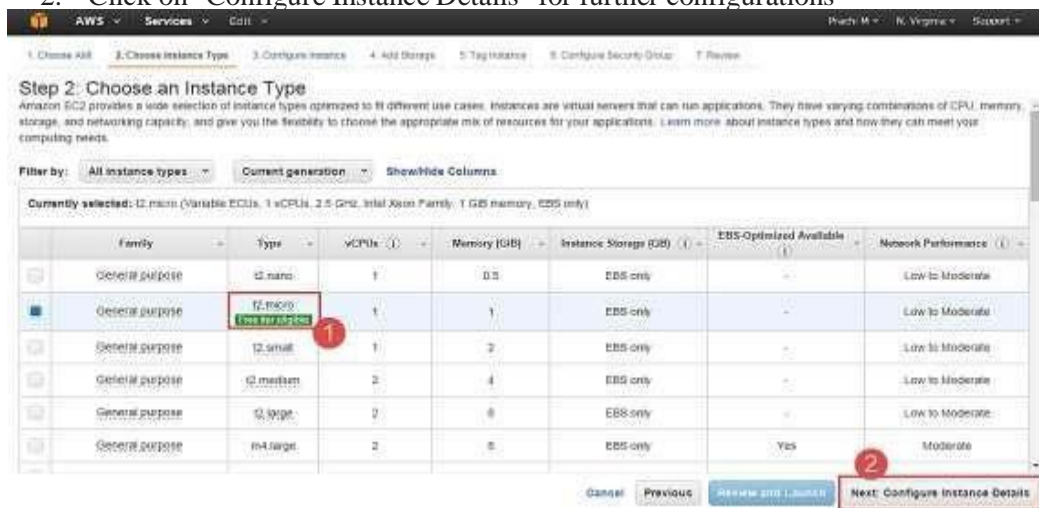 2. Click on "Configure Instance Details" for further configurations
AWS Services Edit Prachi M N. Virginia Support
1. Choose AMI 2. Choose Instance Type 3. Configure Instance 4. Add Storage 5. Tag Instance 6. Configure Security Group 7. Review
Step 2: Choose an Instance Type
Amazon EC2 provides a wide selection of instance types optimized to fit different use cases. Instances are virtual servers that can run applications. They have varying combinations of CPU, memory,
storage, and networking capacity, and give you the flexibility to choose the appropriate mix of resources for your applications. Learn more about instance types and how they can meet your
computing needs.
Filter by: All instance types Current generation Show/Hide Columns
Currently selected: t2.micro (Variable ECUs, 1 vCPUs, 2.5 GHz, Intel Xeon Family, 1 GiB memory, EBS only)
Family Type vCPUs Memory (GiB) Instance Storage (GB) EBS-Optimized Available Network Performance
General purpose t2.nano 1 0.5 EBS only - Low to Moderate
General purpose t2.micro 1 1 EBS only - Low to Moderate
Free tier eligible
1
General purpose t2.small 1 2 EBS only - Low to Moderate
General purpose t2.medium 2 4 EBS only - Low to Moderate
General purpose t2.large 2 8 EBS only - Low to Moderate
General purpose m4.large 2 8 EBS only Yes Moderate
2
Cancel Previous Review and Launch Next: Configure Instance Details